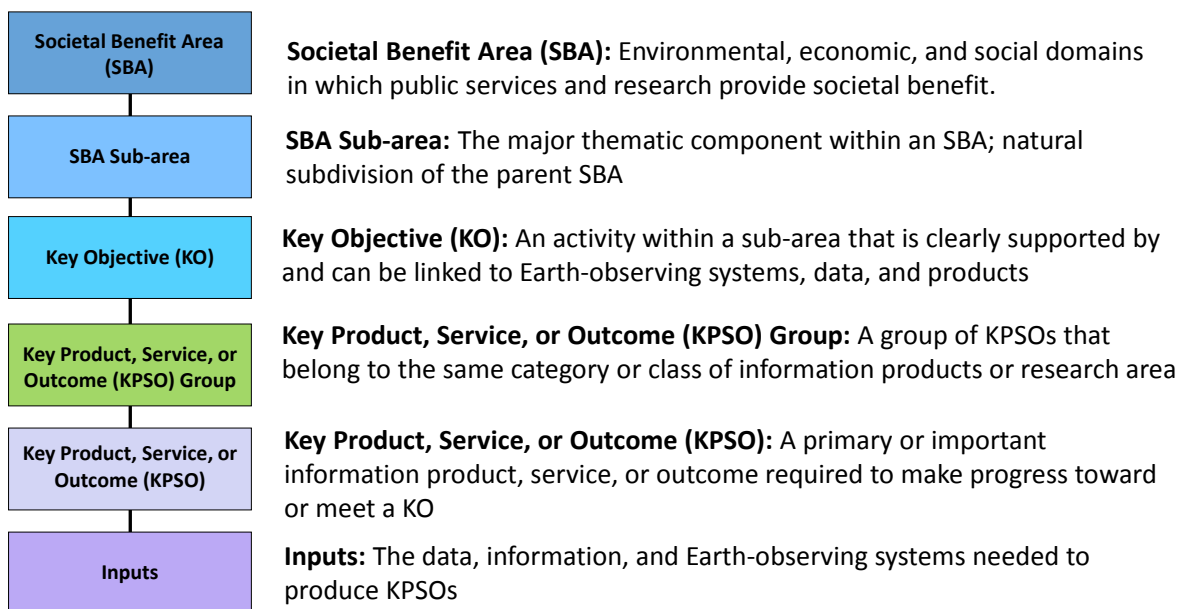 Societal Benefit Area
(SBA)
Societal Benefit Area (SBA): Environmental, economic, and social domains
in which public services and research provide societal benefit.
SBA Sub-area
SBA Sub-area: The major thematic component within an SBA; natural
subdivision of the parent SBA
Key Objective (KO)
Key Objective (KO): An activity within a sub-area that is clearly supported by
and can be linked to Earth-observing systems, data, and products
Key Product, Service, or
Outcome (KPSO) Group
Key Product, Service, or Outcome (KPSO) Group: A group of KPSOs that
belong to the same category or class of information products or research area
Key Product, Service, or
Outcome (KPSO)
Key Product, Service, or Outcome (KPSO): A primary or important
information product, service, or outcome required to make progress toward
or meet a KO
Inputs
Inputs: The data, information, and Earth-observing systems needed to
produce KPSOs